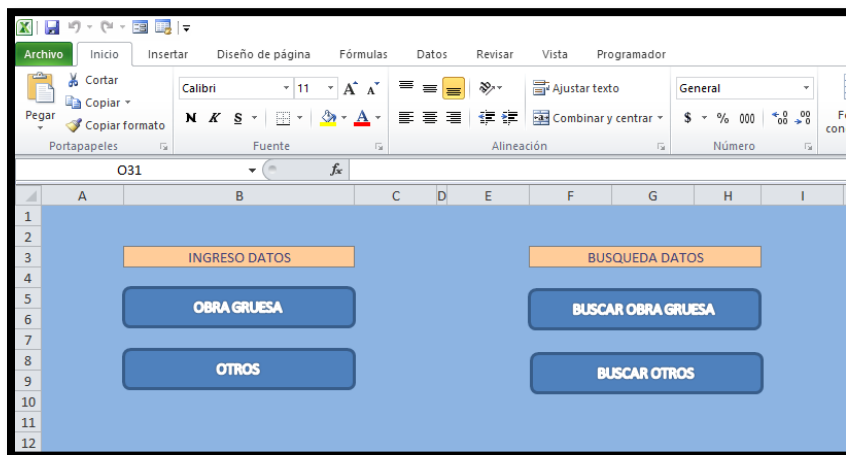 Archivo Inicio Insertar Diseño de página Fórmulas Datos Revisar Vista Programador
Pegar
Cortar
Copiar
Copiar formato
Portapapeles
Calibri 11 A A
N K S A
Fuente
Ajustar texto
Combinar y centrar
Alineación
General
$ % 000
Número
O31 fx
A B C D E F G H I
1
2
3 INGRESO DATOS BUSQUEDA DATOS
4
5 OBRA GRUESA BUSCAR OBRA GRUESA
6
7
8 OTROS BUSCAR OTROS
9
10
11
12